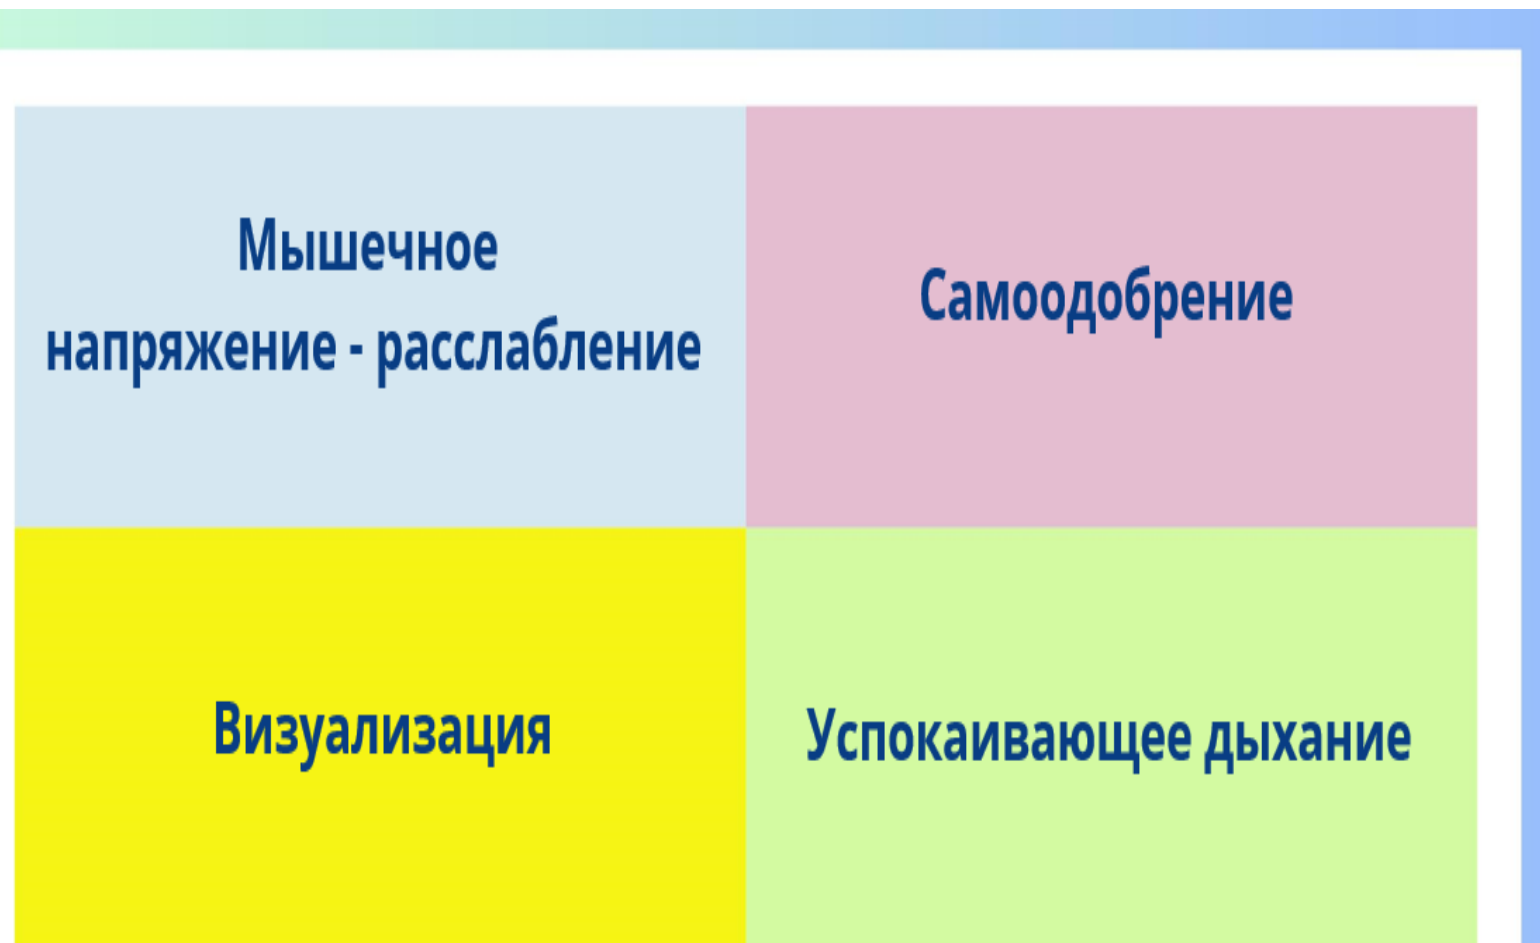 Мышечное
напряжение - расслабление
Самоодобрение
Визуализация
Успокаивающее дыхание